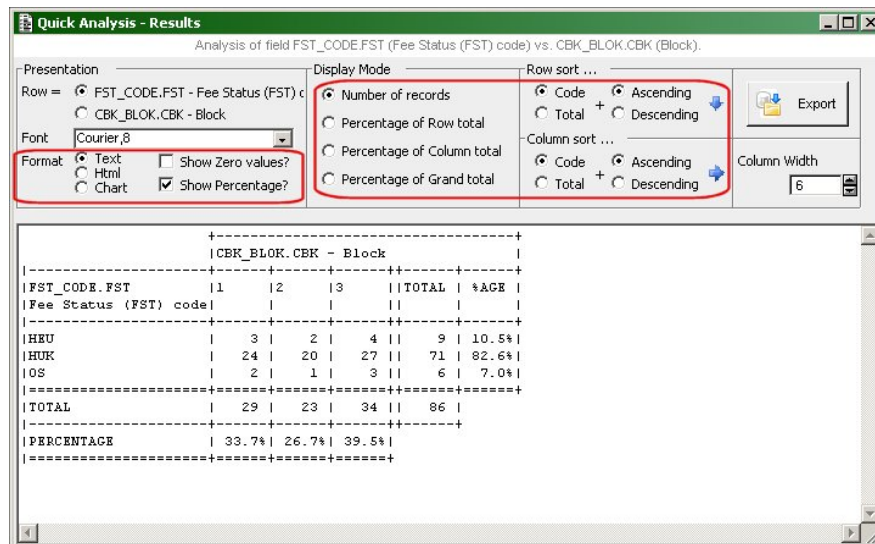 Quick Analysis - Results
Analysis of field FST_CODE.FST (Fee Status (FST) code) vs. CBK_BLOK.CBK (Block).
Presentation
Row = FST_CODE.FST - Fee Status (FST) c
CBK_BLOK.CBK - Block
Font Courier,8
Format Text Show Zero values?
Html
Chart Show Percentage?
Display Mode
Number of records
Percentage of Row total
Percentage of Column total
Percentage of Grand total
Row sort ...
Code + Ascending
Total Descending
Column sort ...
Code + Ascending
Total Descending
Export
Column Width
6
+------------------------------------+
|CBK_BLOK.CBK - Block |
|--------------------+------+------+------++------+------+
|FST_CODE.FST |1 |2 |3 ||TOTAL | %AGE |
|Fee Status (FST) code| | | || | |
|--------------------+------+------+------++------+------+
|HEU | 3 | 2 | 4 || 9 | 10.5%|
|HUK | 24 | 20 | 27 || 71 | 82.6%|
|OS | 2 | 1 | 3 || 6 | 7.0%|
|====================+======+======+======++======+======+
|TOTAL | 29 | 23 | 34 || 86 |
|--------------------+------+------+------++------+
|PERCENTAGE | 33.7%| 26.7%| 39.5%|
|====================+======+======+======+